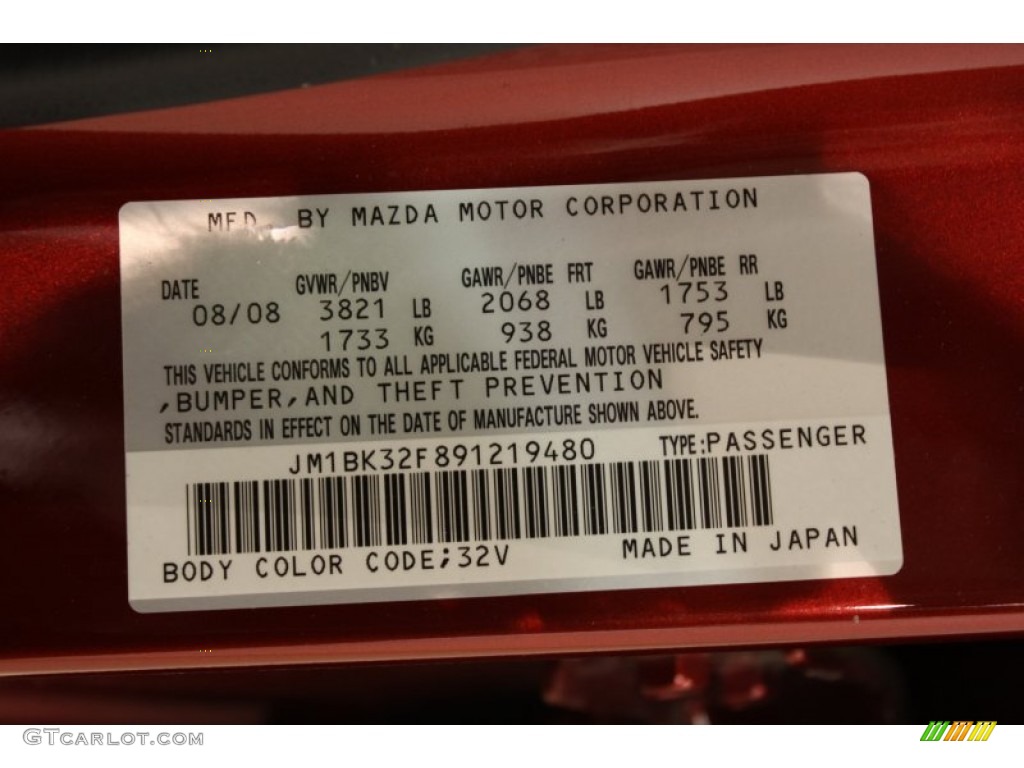 MFD. BY MAZDA MOTOR CORPORATION
DATE GVWR/PNBV GAWR/PNBE FRT GAWR/PNBE RR
08/08 3821 LB 2068 LB 1753 LB
1733 KG 938 KG 795 KG
THIS VEHICLE CONFORMS TO ALL APPLICABLE FEDERAL MOTOR VEHICLE SAFETY
,BUMPER,AND THEFT PREVENTION
STANDARDS IN EFFECT ON THE DATE OF MANUFACTURE SHOWN ABOVE.
JM1BK32F891219480 TYPE:PASSENGER
BODY COLOR CODE;32V MADE IN JAPAN
GTCARLOT.COM